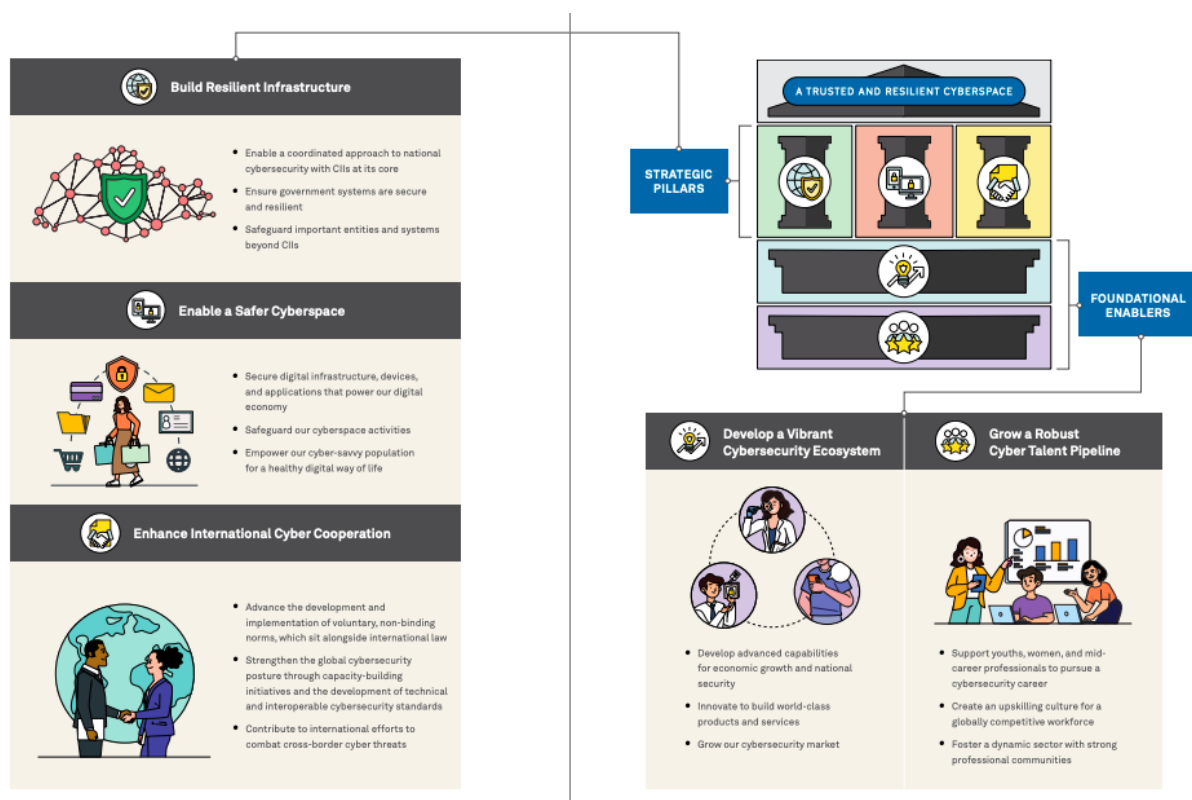 Build Resilient Infrastructure
Enable a coordinated approach to national
cybersecurity with CIIs at its core
Ensure government systems are secure
and resilient
Safeguard important entities and systems
beyond CIIs
Enable a Safer Cyberspace
Secure digital infrastructure, devices,
and applications that power our digital
economy
Safeguard our cyberspace activities
Empower our cyber-savvy population
for a healthy digital way of life
Enhance International Cyber Cooperation
Advance the development and
implementation of voluntary, non-binding
norms, which sit alongside international law
Strengthen the global cybersecurity
posture through capacity-building
initiatives and the development of technical
and interoperable cybersecurity standards
Contribute to international efforts to
combat cross-border cyber threats
A TRUSTED AND RESILIENT CYBERSPACE
STRATEGIC
PILLARS
FOUNDATIONAL
ENABLERS
Develop a Vibrant
Cybersecurity Ecosystem
Develop advanced capabilities
for economic growth and national
security
Innovate to build world-class
products and services
Grow our cybersecurity market
Grow a Robust
Cyber Talent Pipeline
Support youths, women, and mid-
career professionals to pursue a
cybersecurity career
Create an upskilling culture for a
globally competitive workforce
Foster a dynamic sector with strong
professional communities